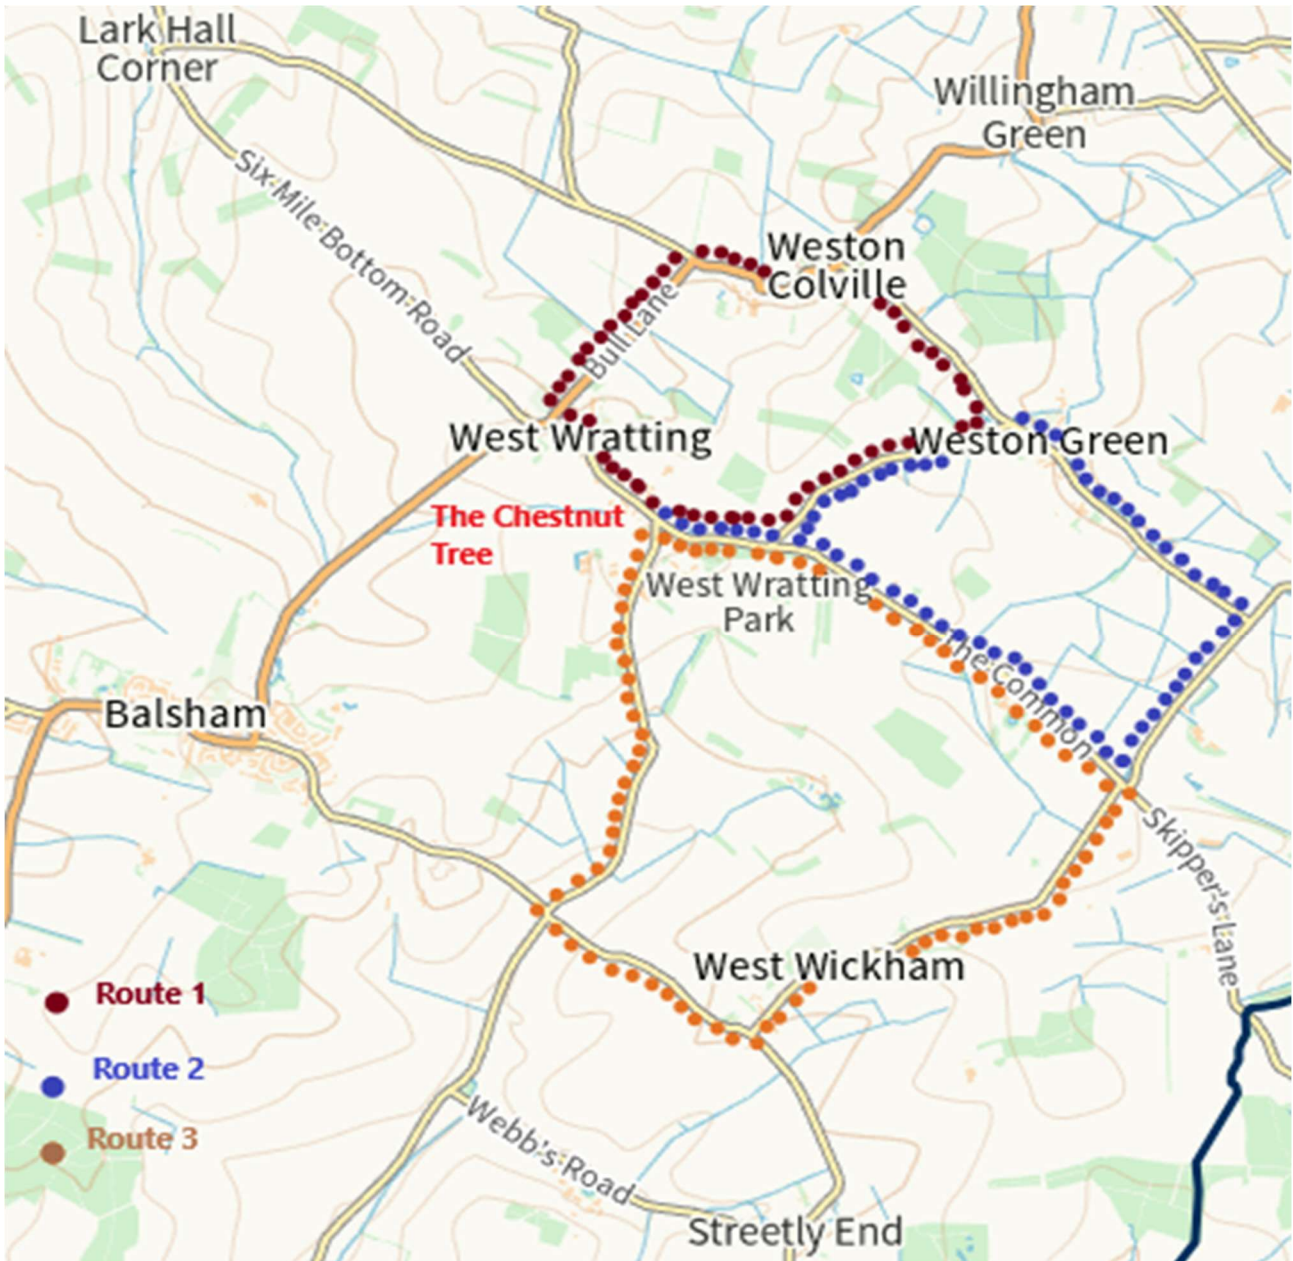 Lark Hall
Corner
Willingham
Green
Six Mile Bottom Road
Weston
Colville
Bull Lane
West Wratting
Weston Green
The Chestnut
Tree
West Wratting
Park
The Common
Balsham
Skipper's Lane
West Wickham
Route 1
Route 2
Route 3
Webb's Road
Streetly End